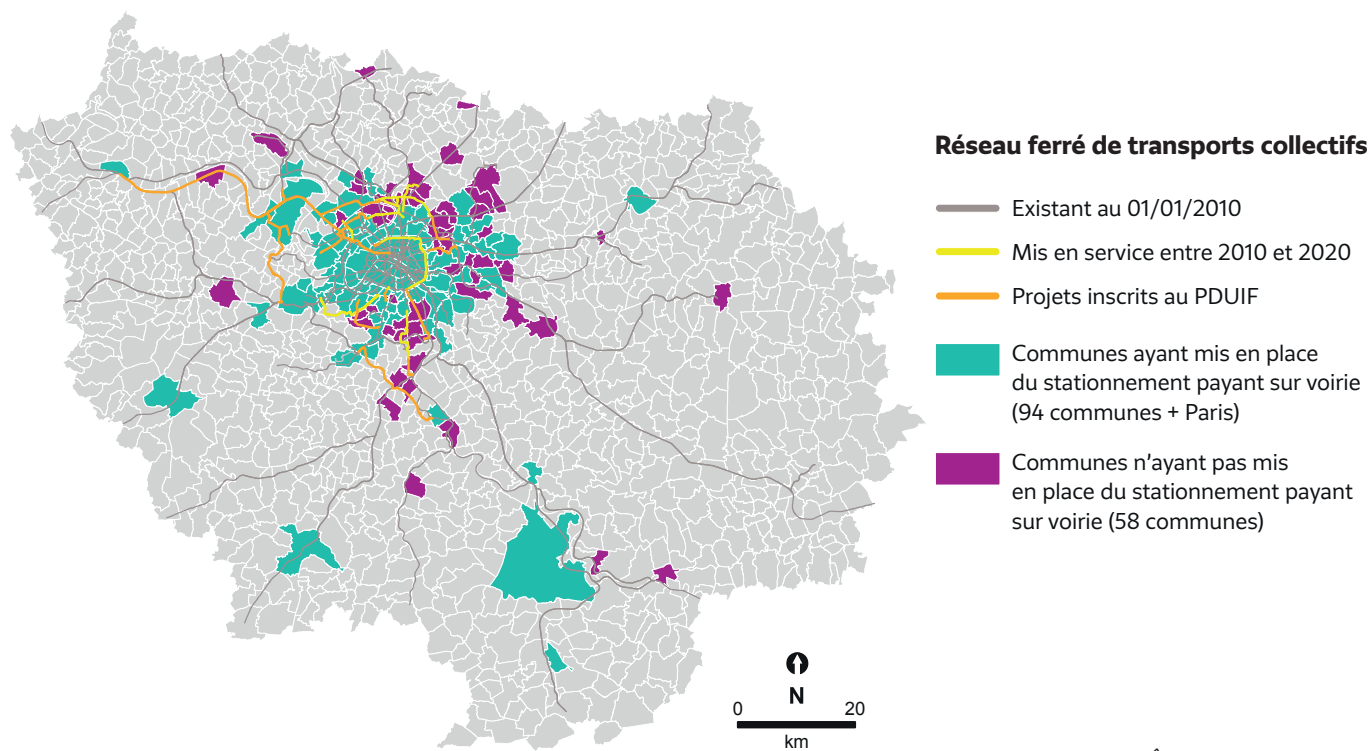 Réseau ferré de transports collectifs
Existant au 01/01/2010
Mis en service entre 2010 et 2020
Projets inscrits au PDUIF
Communes ayant mis en place
du stationnement payant sur voirie
(94 communes + Paris)
Communes n'ayant pas mis
en place du stationnement payant
sur voirie (58 communes)
N
0 20
km